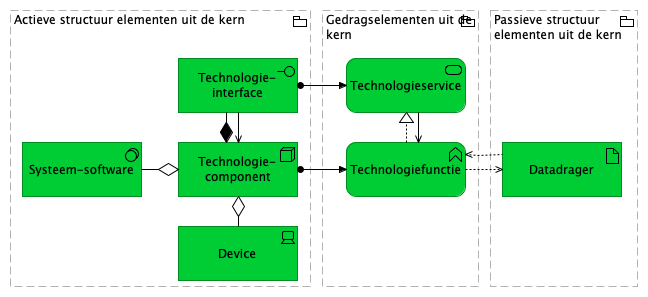 Actieve structuur elementen uit de kern
Gedragselementen uit de
kern
Passieve structuur
elementen uit de kern
Technologie-
interface
Technologieservice
Systeem-software
Technologie-
component
Technologiefunctie
Datadrager
Device